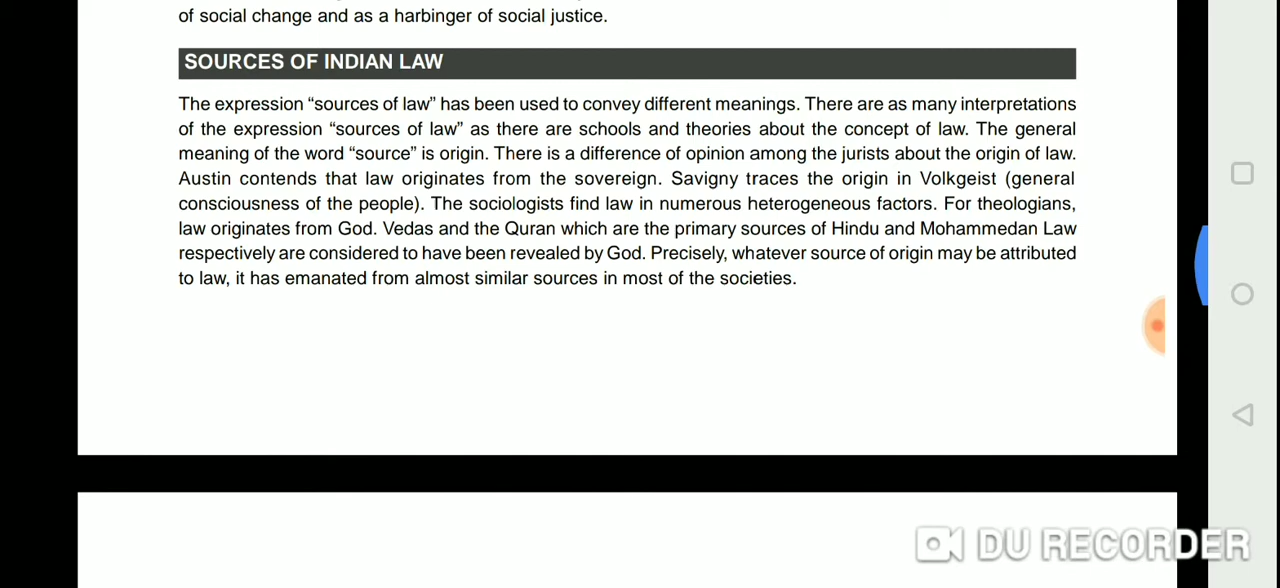 of social change and as a harbinger of social justice.
SOURCES OF INDIAN LAW
The expression “sources of law” has been used to convey different meanings. There are as many interpretations
of the expression “sources of law” as there are schools and theories about the concept of law. The general
meaning of the word “source” is origin. There is a difference of opinion among the jurists about the origin of law.
Austin contends that law originates from the sovereign. Savigny traces the origin in Volkgeist (general
consciousness of the people). The sociologists find law in numerous heterogeneous factors. For theologians,
law originates from God. Vedas and the Quran which are the primary sources of Hindu and Mohammedan Law
respectively are considered to have been revealed by God. Precisely, whatever source of origin may be attributed
to law, it has emanated from almost similar sources in most of the societies.
DU RECORDER